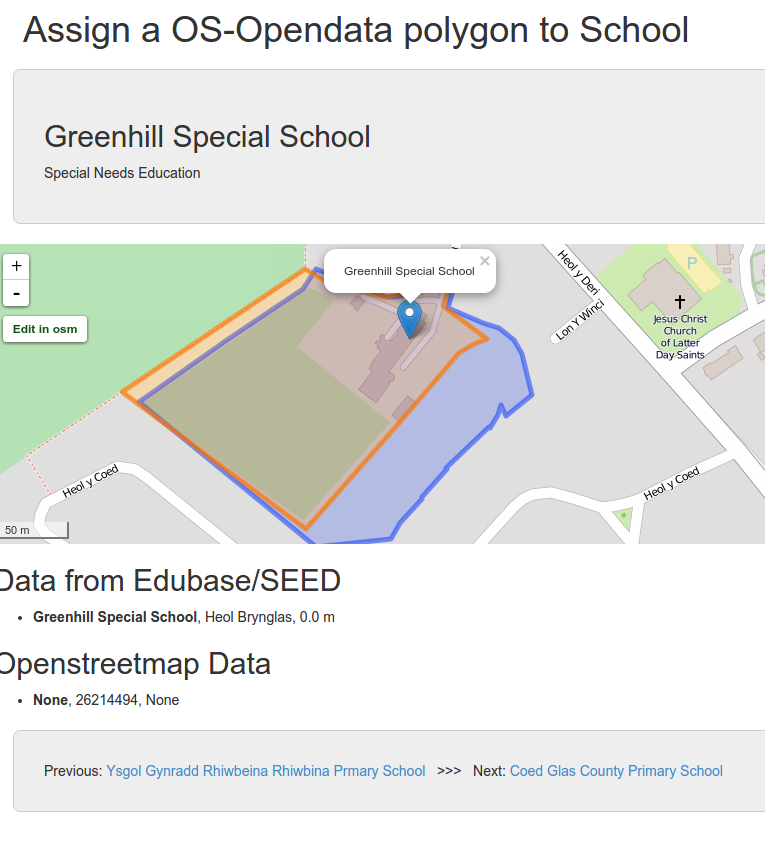 Assign a OS-Opendata polygon to School
Greenhill Special School
Special Needs Education
+
-
Edit in osm
Greenhill Special School ×
Heol y Deri
Lon Y Winci
P
Jesus Christ
Church
of Latter
Day Saints
Heol y Coed
Heol y Coed
50 m
Data from Edubase/SEED
• Greenhill Special School, Heol Brynglas, 0.0 m
Openstreetmap Data
• None, 26214494, None
Previous: Ysgol Gynradd Rhiwbeina Rhiwbina Prmary School >>> Next: Coed Glas County Primary School